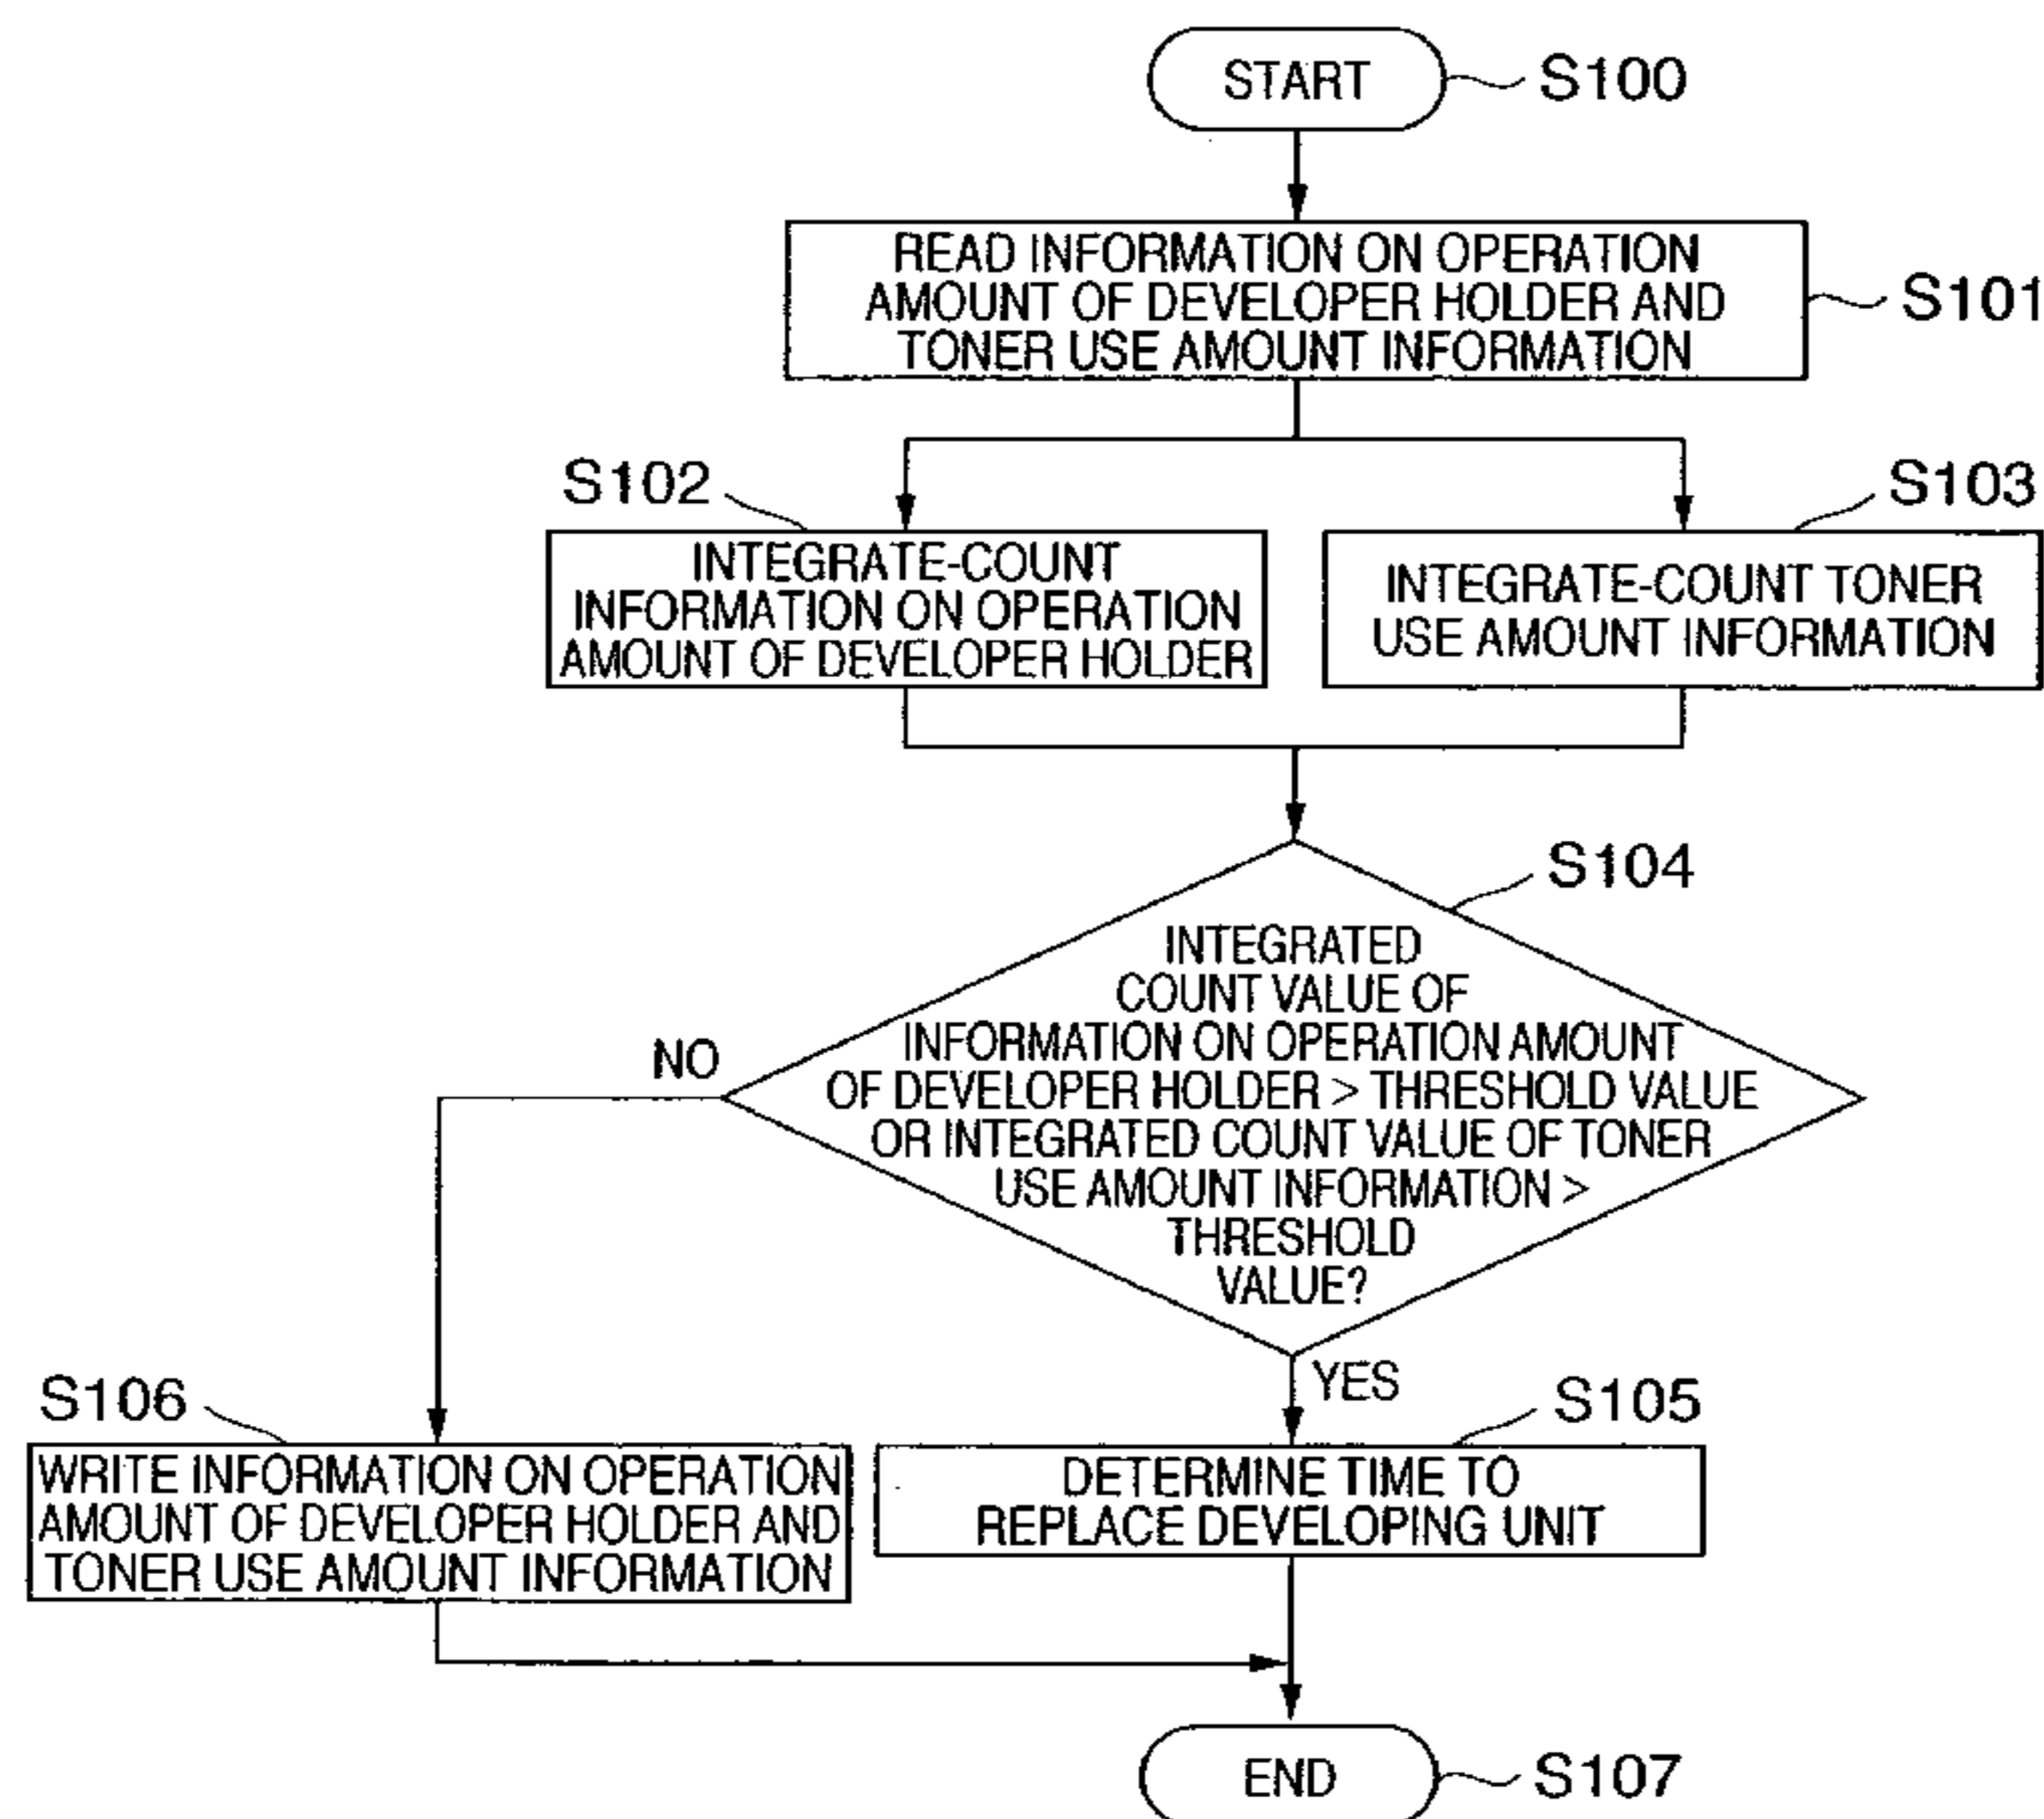 START
S100
READ INFORMATION ON OPERATION
AMOUNT OF DEVELOPER HOLDER AND
TONER USE AMOUNT INFORMATION
S101
S102
INTEGRATE-COUNT
INFORMATION ON OPERATION
AMOUNT OF DEVELOPER HOLDER
S103
INTEGRATE-COUNT TONER
USE AMOUNT INFORMATION
S104
INTEGRATED
COUNT VALUE OF
INFORMATION ON OPERATION AMOUNT
OF DEVELOPER HOLDER > THRESHOLD VALUE
OR INTEGRATED COUNT VALUE OF TONER
USE AMOUNT INFORMATION >
THRESHOLD
VALUE?
NO
YES
S106
WRITE INFORMATION ON OPERATION
AMOUNT OF DEVELOPER HOLDER AND
TONER USE AMOUNT INFORMATION
S105
DETERMINE TIME TO
REPLACE DEVELOPING UNIT
END
S107